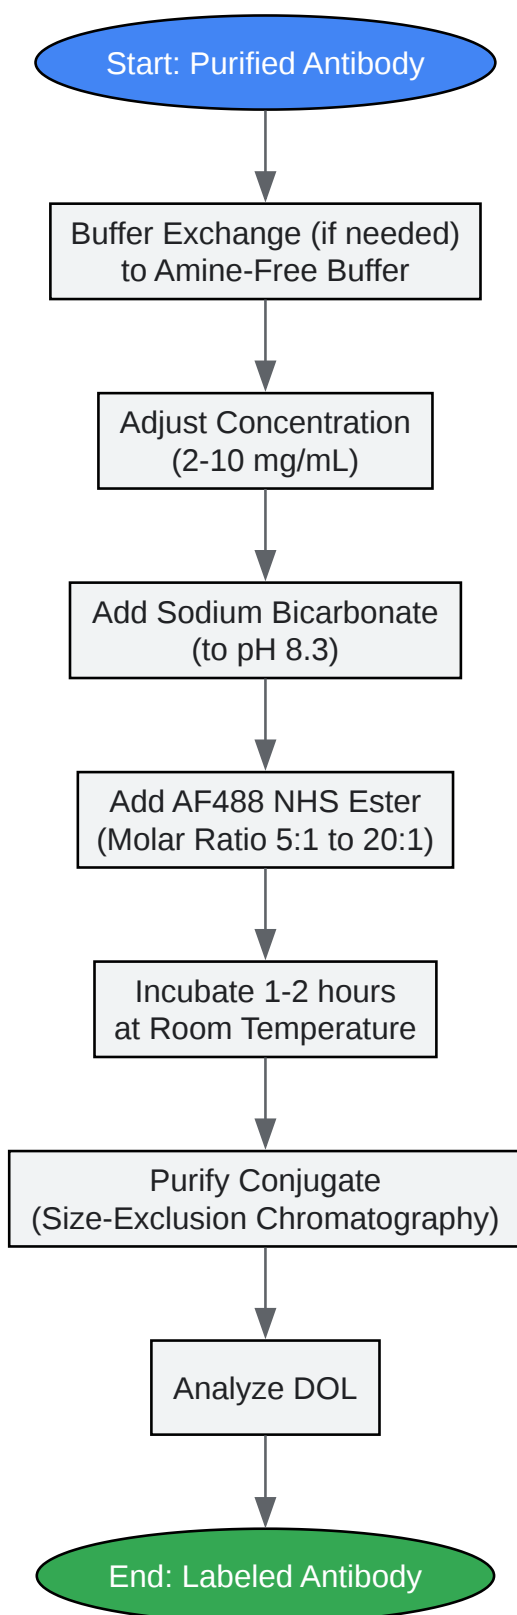 Start: Purified Antibody
Buffer Exchange (if needed)
to Amine-Free Buffer
Adjust Concentration
(2-10 mg/mL)
Add Sodium Bicarbonate
(to pH 8.3)
Add AF488 NHS Ester
(Molar Ratio 5:1 to 20:1)
Incubate 1-2 hours
at Room Temperature
Purify Conjugate
(Size-Exclusion Chromatography)
Analyze DOL
End: Labeled Antibody